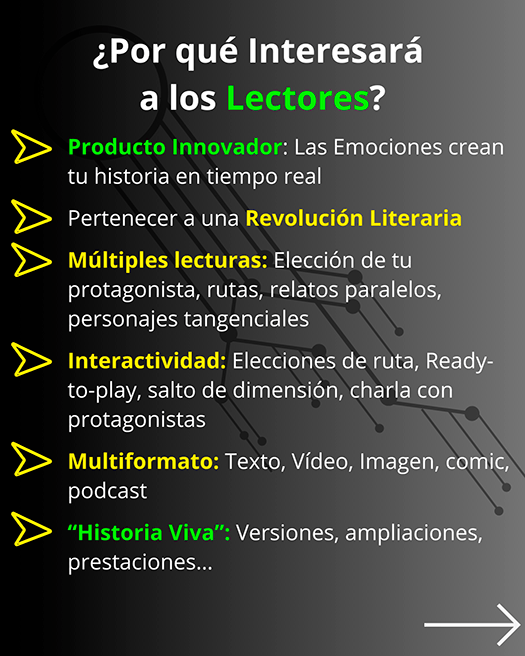 ¿Por qué Interesará
a los Lectores?
Producto Innovador: Las Emociones crean
tu historia en tiempo real
Pertenecer a una Revolución Literaria
Múltiples lecturas: Elección de tu
protagonista, rutas, relatos paralelos,
personajes tangenciales
Interactividad: Elecciones de ruta, Ready-
to-play, salto de dimensión, charla con
protagonistas
Multiformato: Texto, Vídeo, Imagen, comic,
podcast
“Historia Viva”: Versiones, ampliaciones,
prestaciones...